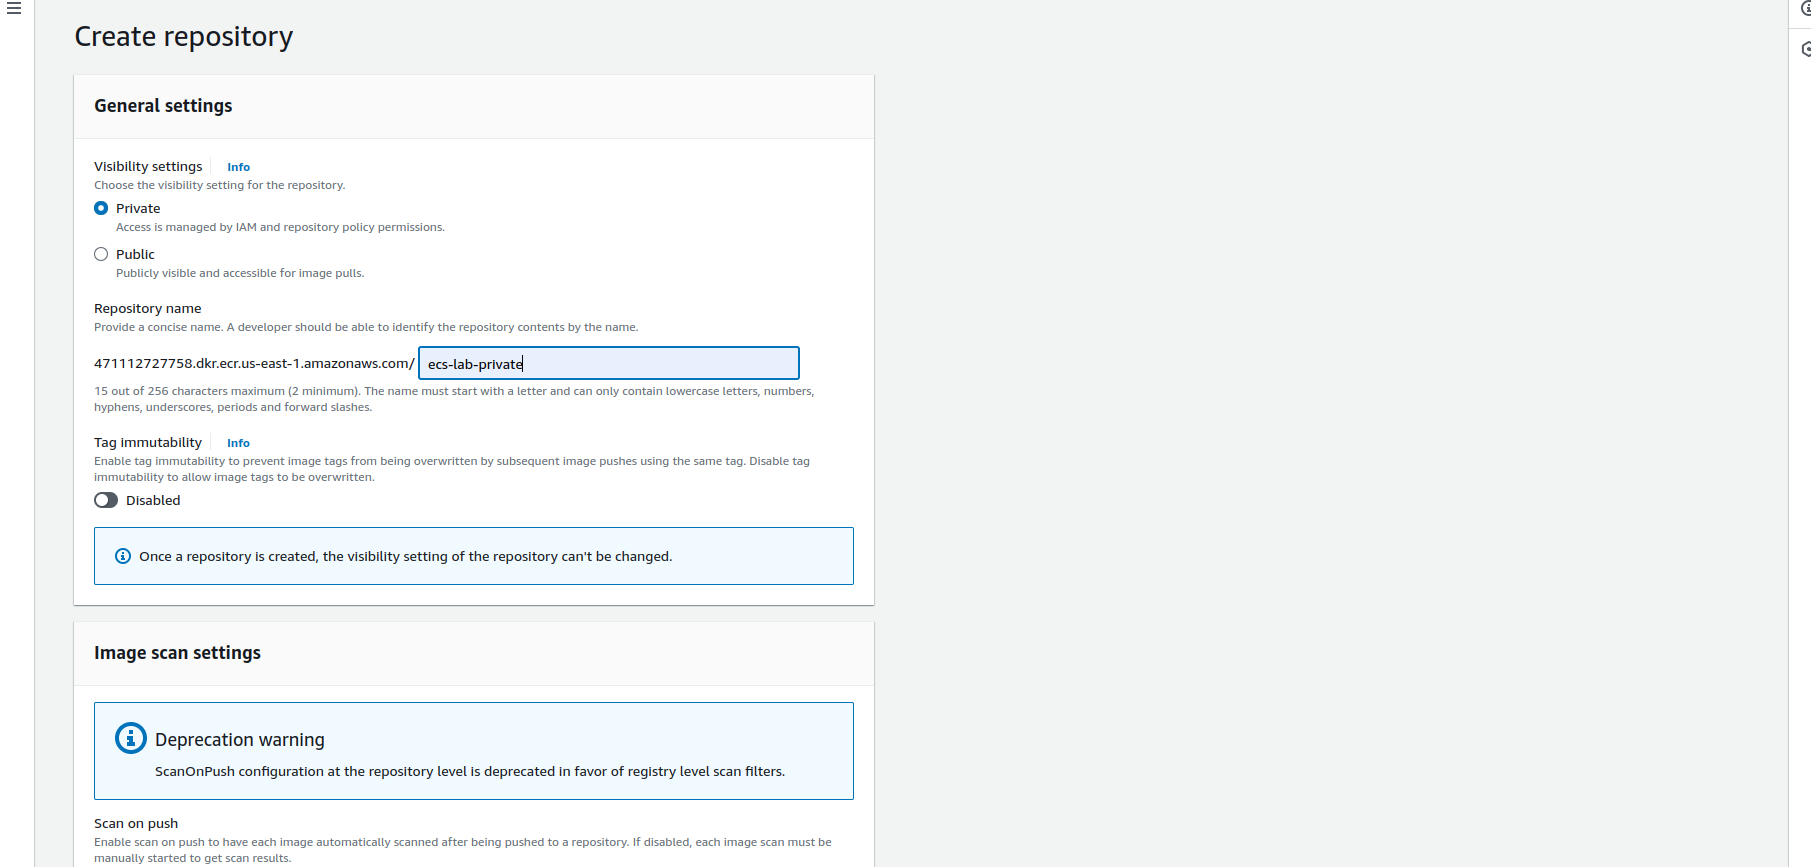 Create repository
General settings
Visibility settings
Info
Choose the visibility setting for the repository.
Private
Access is managed by IAM and repository policy permissions.
Public
Publicly visible and accessible for image pulls.
Repository name
Provide a concise name. A developer should be able to identify the repository contents by the name.
471112727758.dkr.ecr.us-east-1.amazonaws.com/ ecs-lab-private
15 out of 256 characters maximum (2 minimum). The name must start with a letter and can only contain lowercase letters, numbers,
hyphens, underscores, periods and forward slashes.
Tag immutability
Info
Enable tag immutability to prevent image tags from being overwritten by subsequent image pushes using the same tag. Disable tag
immutability to allow image tags to be overwritten.
Disabled
Once a repository is created, the visibility setting of the repository can't be changed.
Image scan settings
Deprecation warning
ScanOnPush configuration at the repository level is deprecated in favor of registry level scan filters.
Scan on push
Enable scan on push to have each image automatically scanned after being pushed to a repository. If disabled, each image scan must be
manually started to get scan results.